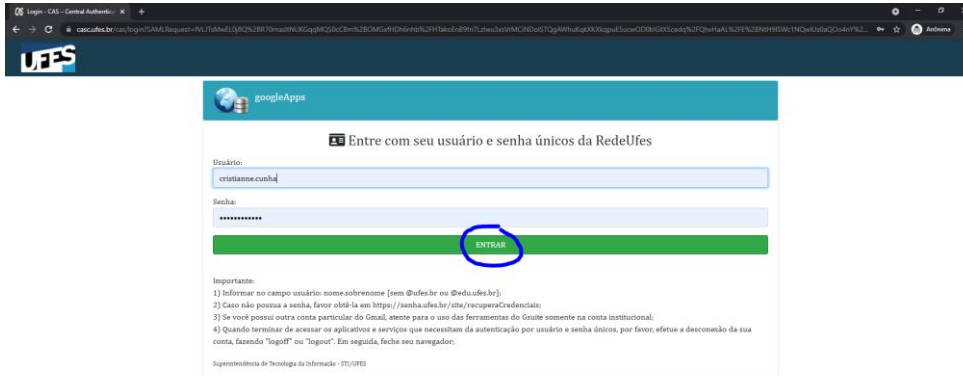 Login - CAS – Central Authentic
casc.ufes.br/cas/login?SAMLRequest=
Anônima
UFES
googleApps
Entre com seu usuário e senha únicos da RedeUfes
Usuário:
cristianne.cunha
Senha:
••••••••••••
ENTRAR
Importante:
1) Informar no campo usuário: nome.sobrenome [sem @ufes.br ou @edu.ufes.br];
2) Caso não possua a senha, favor obtê-la em https://senha.ufes.br/site/recuperaCredenciais;
3) Se você possui outra conta particular do Gmail, atente para o uso das ferramentas do Gsuite somente na conta institucional;
4) Quando terminar de acessar os aplicativos e serviços que necessitam da autenticação por usuário e senha únicos, por favor, efetue a desconexão da sua
conta, fazendo "logoff" ou "logout". Em seguida, feche seu navegador;
Superintendência de Tecnologia da Informação - STI/UFES